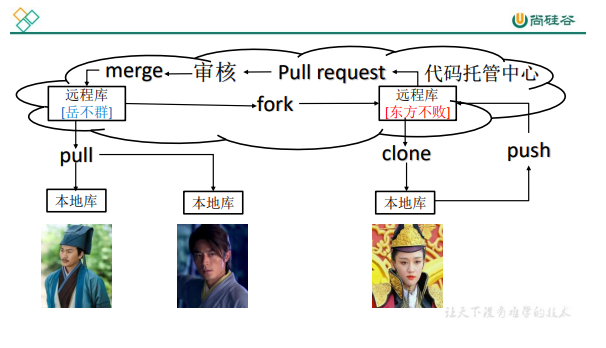 尚硅谷
merge
审核
Pull request
代码托管中心
远程库
[岳不群]
fork
远程库
[东方不败]
pull
clone
push
本地库
本地库
本地库
让天下没有难学的技术